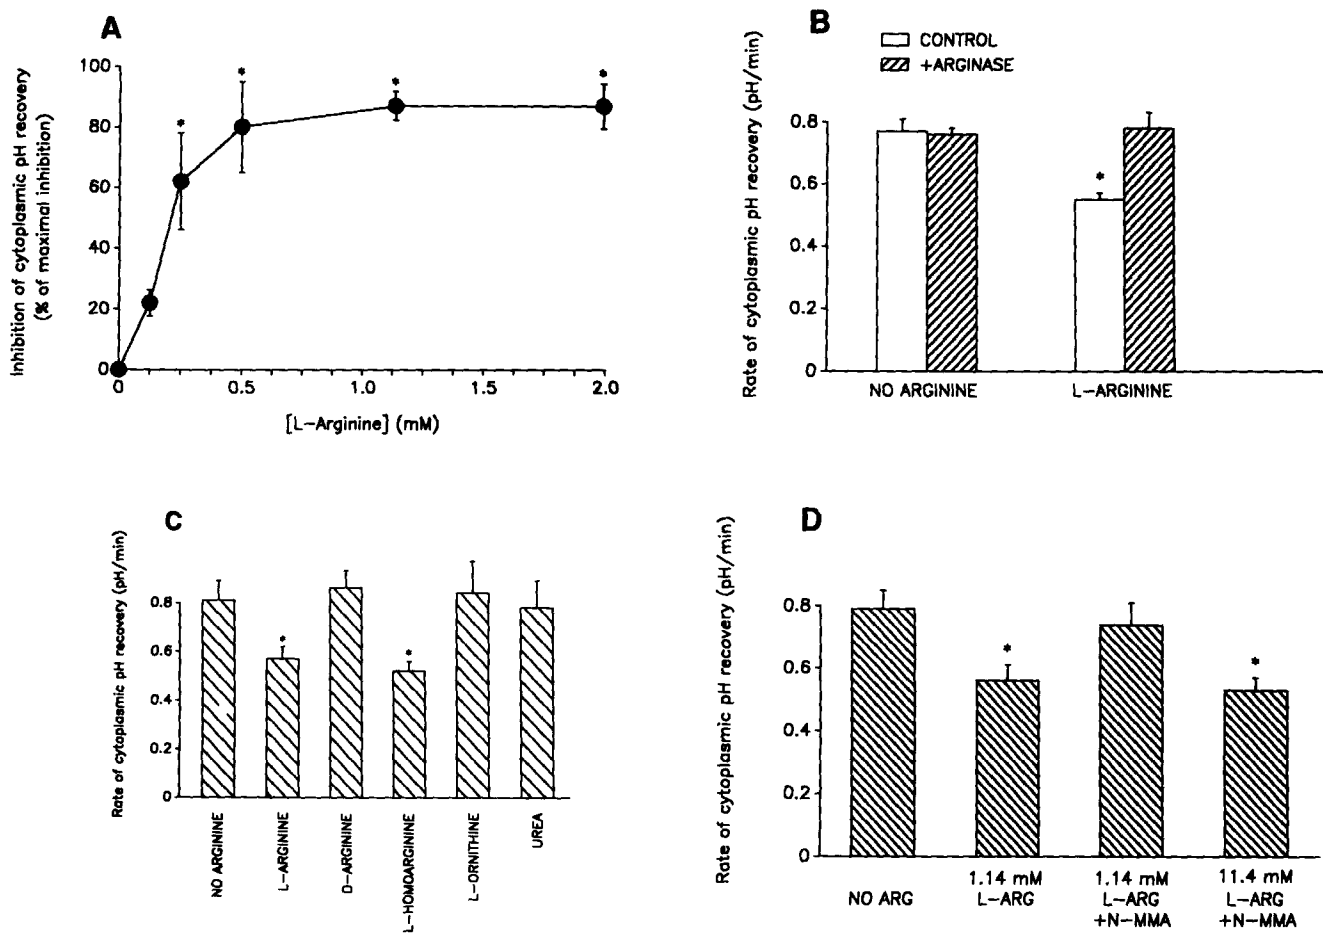 A
Inhibition of cytoplasmic pH recovery
(% of maximal inhibition)
100
80
60
40
20
0
0
0.5
1.0
1.5
2.0
*
*
*
*
[L-Arginine] (mM)
B
CONTROL
+ARGINASE
Rate of cytoplasmic pH recovery (pH/min)
0.8
0.6
0.4
0.2
0
*
NO ARGININE
L-ARGININE
C
Rate of cytoplasmic pH recovery (pH/min)
0.8
0.6
0.4
0.2
0
*
*
NO ARGININE
L-ARGININE
D-ARGININE
L-HOMOARGININE
L-ORNITHINE
UREA
D
Rate of cytoplasmic pH recovery (pH/min)
0.8
0.6
0.4
0.2
0
*
*
NO ARG
1.14 mM
L-ARG
1.14 mM
L-ARG
+N-MMA
11.4 mM
L-ARG
+N-MMA